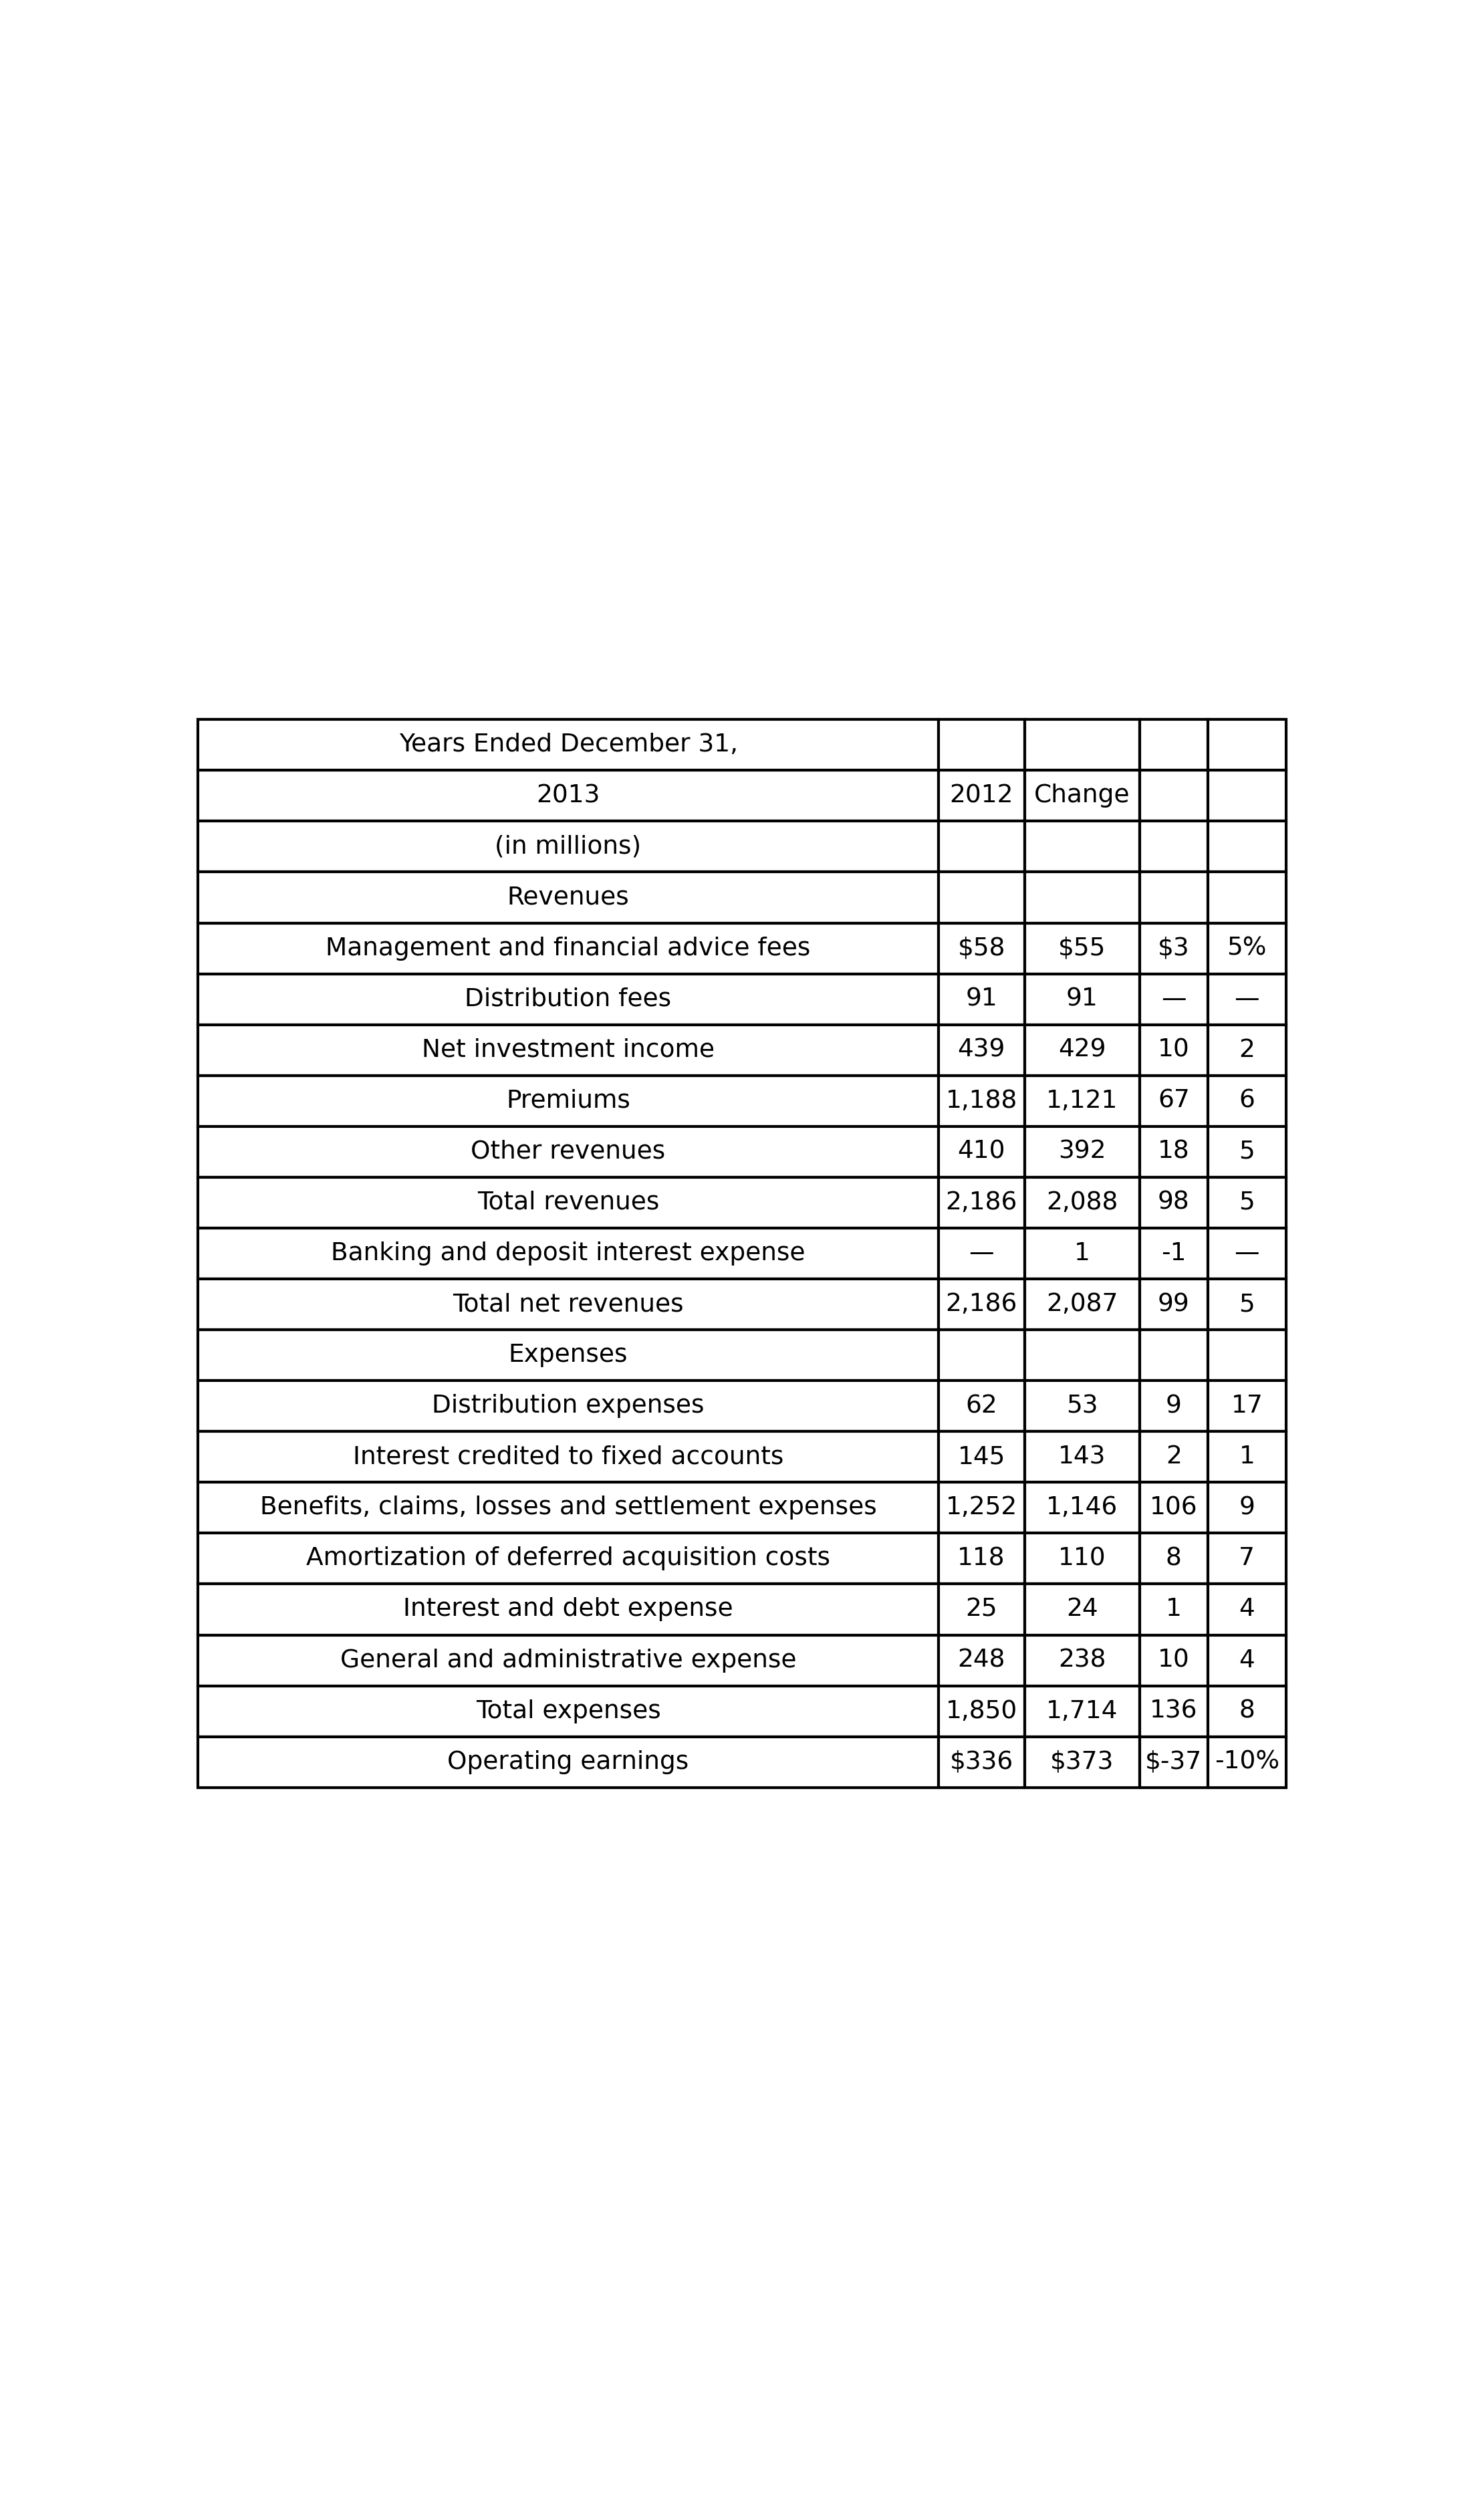 Years Ended December 31,
2013 2012 Change
(in millions)
Revenues
Management and financial advice fees $58 $55 $3 5%
Distribution fees 91 91 — —
Net investment income 439 429 10 2
Premiums 1,188 1,121 67 6
Other revenues 410 392 18 5
Total revenues 2,186 2,088 98 5
Banking and deposit interest expense — 1 -1 —
Total net revenues 2,186 2,087 99 5
Expenses
Distribution expenses 62 53 9 17
Interest credited to fixed accounts 145 143 2 1
Benefits, claims, losses and settlement expenses 1,252 1,146 106 9
Amortization of deferred acquisition costs 118 110 8 7
Interest and debt expense 25 24 1 4
General and administrative expense 248 238 10 4
Total expenses 1,850 1,714 136 8
Operating earnings $336 $373 $-37 -10%